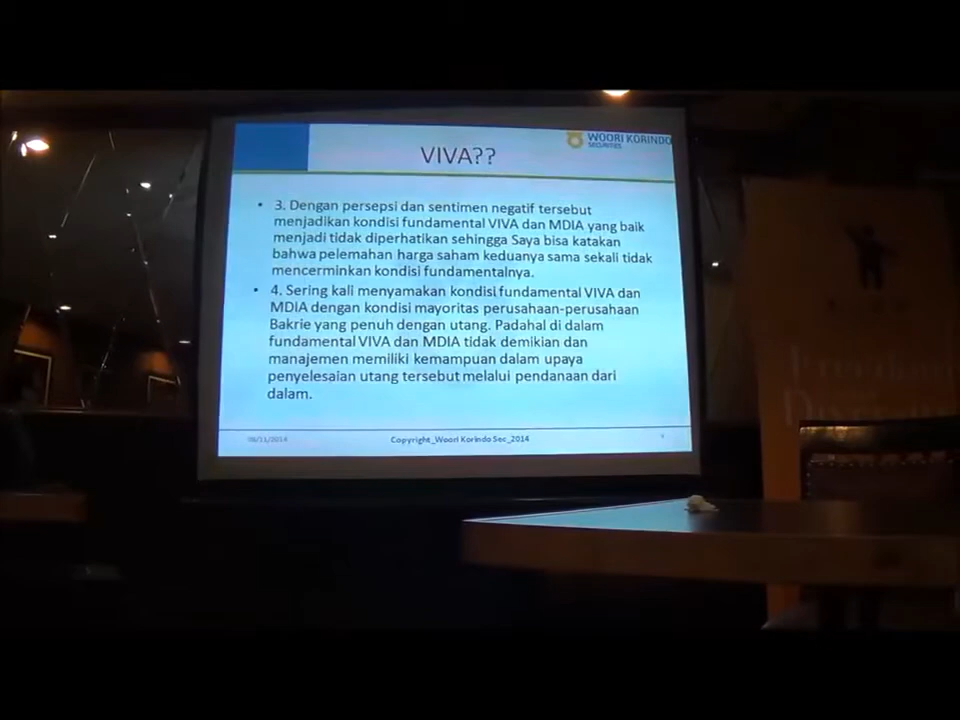 VIVA??
WOORI KORINDO
SECURITIES
• 3. Dengan persepsi dan sentimen negatif tersebut
menjadikan kondisi fundamental VIVA dan MDIA yang baik
menjadi tidak diperhatikan sehingga Saya bisa katakan
bahwa pelemahan harga saham keduanya sama sekali tidak
mencerminkan kondisi fundamentalnya.
• 4. Sering kali menyamakan kondisi fundamental VIVA dan
MDIA dengan kondisi mayoritas perusahaan-perusahaan
Bakrie yang penuh dengan utang. Padahal di dalam
fundamental VIVA dan MDIA tidak demikian dan
manajemen memiliki kemampuan dalam upaya
penyelesaian utang tersebut melalui pendanaan dari
dalam.
Copyright_Woori Korindo Sec_2014